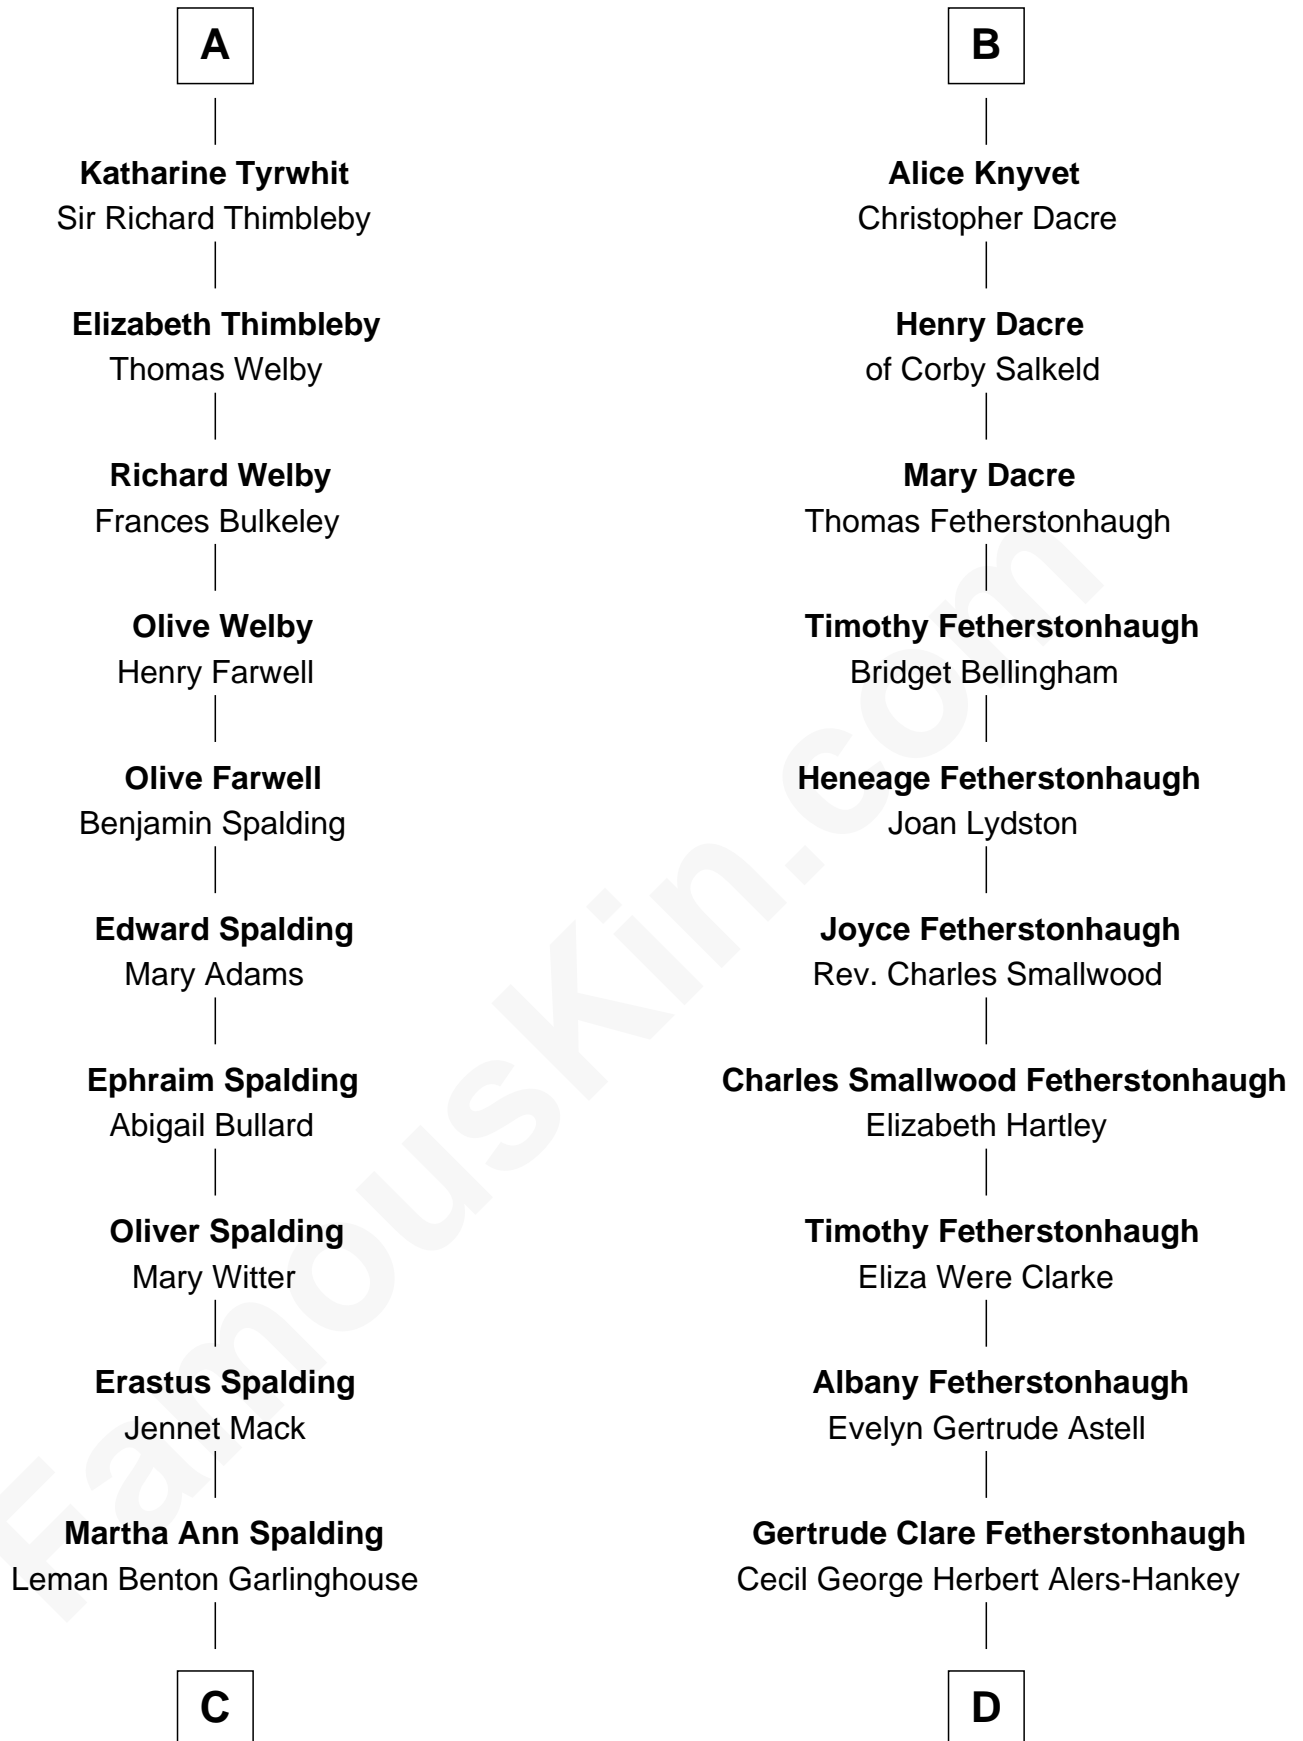 A
Katharine Tyrwhit
Sir Richard Thimbleby
Elizabeth Thimbleby
Thomas Welby
Richard Welby
Frances Bulkeley
Olive Welby
Henry Farwell
Olive Farwell
Benjamin Spalding
Edward Spalding
Mary Adams
Ephraim Spalding
Abigail Bullard
Oliver Spalding
Mary Witter
Erastus Spalding
Jennet Mack
Martha Ann Spalding
Leman Benton Garlinghouse
C
B
Alice Knyvet
Christopher Dacre
Henry Dacre
of Corby Salkeld
Mary Dacre
Thomas Fetherstonhaugh
Timothy Fetherstonhaugh
Bridget Bellingham
Heneage Fetherstonhaugh
Joan Lydston
Joyce Fetherstonhaugh
Rev. Charles Smallwood
Charles Smallwood Fetherstonhaugh
Elizabeth Hartley
Timothy Fetherstonhaugh
Eliza Were Clarke
Albany Fetherstonhaugh
Evelyn Gertrude Astell
Gertrude Clare Fetherstonhaugh
Cecil George Herbert Alers-Hankey
D
FamousKin.com